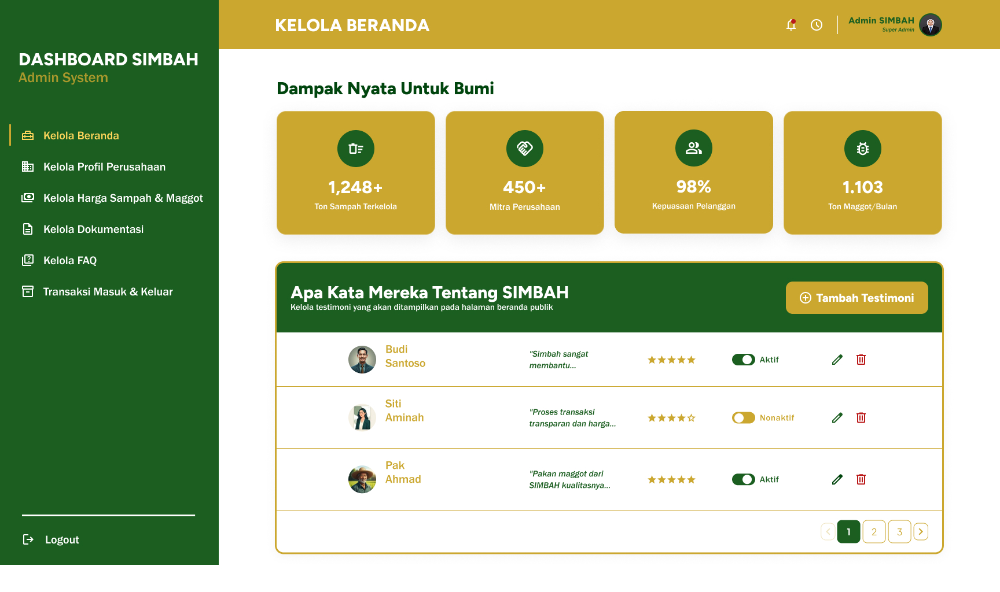 DASHBOARD SIMBAH
Admin System
Kelola Beranda
Kelola Profil Perusahaan
Kelola Harga Sampah & Maggot
Kelola Dokumentasi
Kelola FAQ
Transaksi Masuk & Keluar
Logout
KELOLA BERANDA
Admin SIMBAH
Super Admin
Dampak Nyata Untuk Bumi
1,248+
Ton Sampah Terkelola
450+
Mitra Perusahaan
98%
Kepuasaan Pelanggan
1.103
Ton Maggot/Bulan
Apa Kata Mereka Tentang SIMBAH
Kelola testimoni yang akan ditampilkan pada halaman beranda publik
Tambah Testimoni
Budi
Santoso
"Simbah sangat
membantu...
Aktif
Siti
Aminah
"Proses transaksi
transparan dan harga...
Nonaktif
Pak
Ahmad
"Pakan maggot dari
SIMBAH kualitasnya...
Aktif
1 2 3